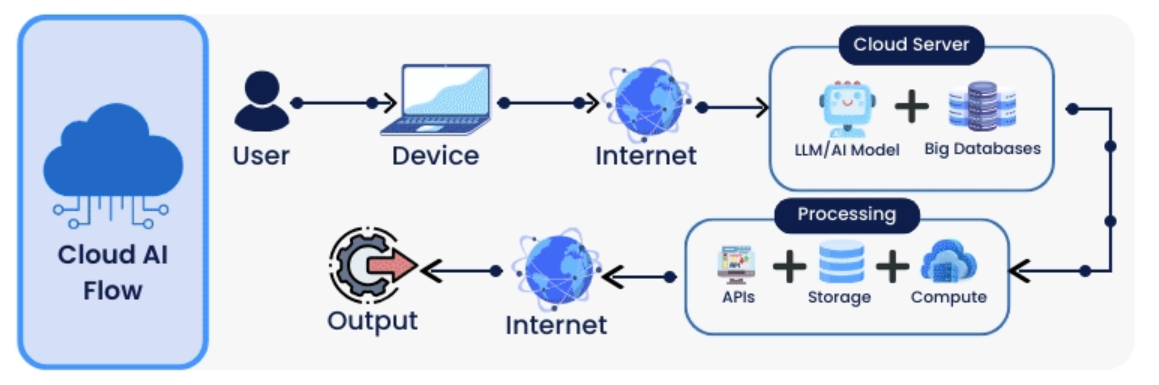 Cloud AI
Flow
User
Device
Internet
Cloud Server
LLM/AI Model
Big Databases
Processing
API
APIs
Storage
Compute
Internet
Output